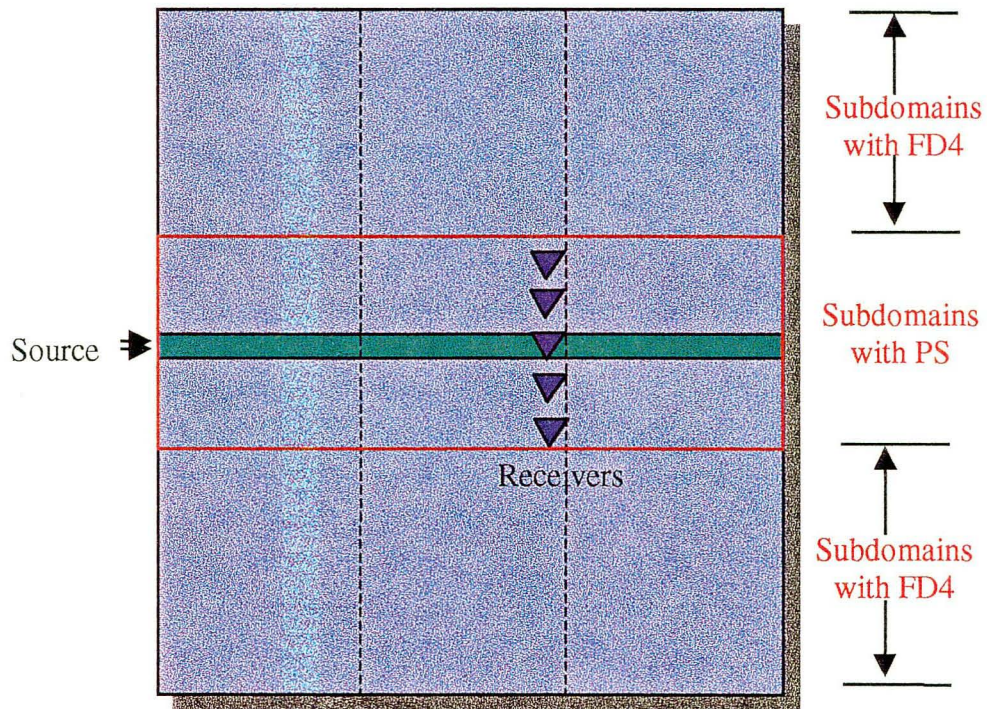 Subdomains
with FD4
Source
Subdomains
with PS
Receivers
Subdomains
with FD4